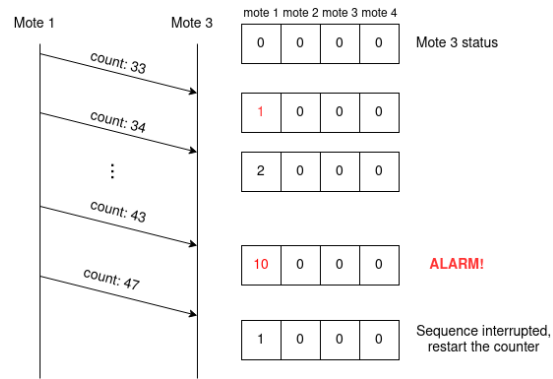 mote 1 mote 2 mote 3 mote 4
Mote 1
Mote 3
0 0 0 0
Mote 3 status
count: 33
1 0 0 0
count: 34
2 0 0 0
⋮
count: 43
10 0 0 0
ALARM!
count: 47
1 0 0 0
Sequence interrupted,
restart the counter